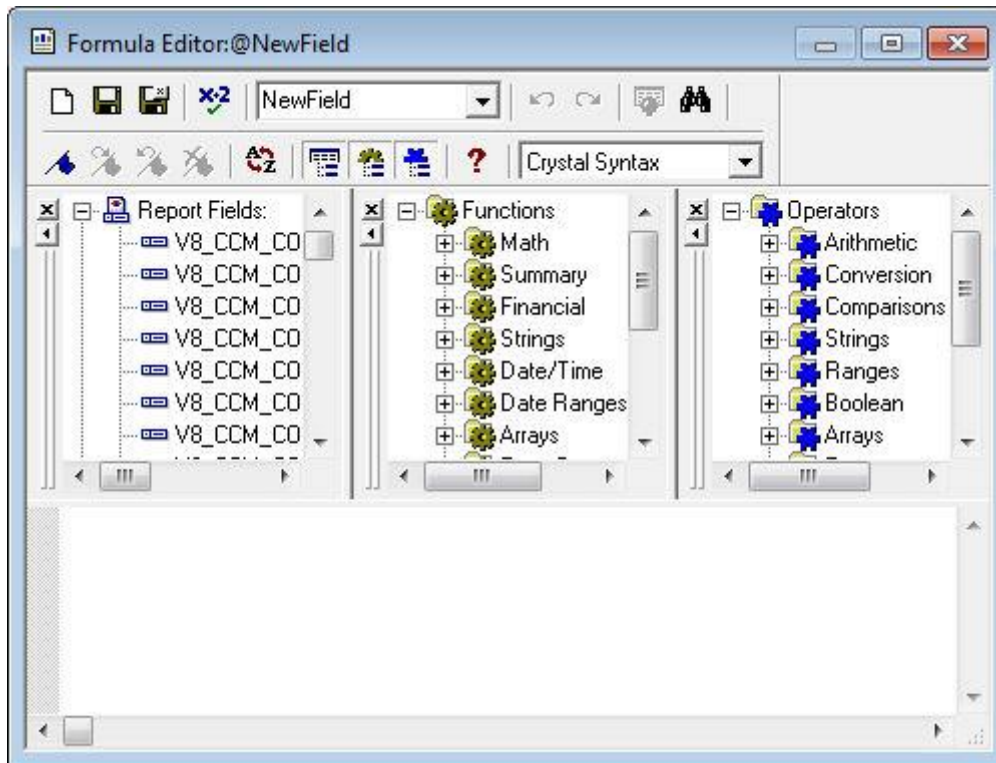 Formula Editor:@NewField
NewField
Crystal Syntax
Report Fields:
V8_CCM_CO
V8_CCM_CO
V8_CCM_CO
V8_CCM_CO
V8_CCM_CO
V8_CCM_CO
V8_CCM_CO
Functions
Math
Summary
Financial
Strings
Date/Time
Date Ranges
Arrays
Operators
Arithmetic
Conversion
Comparisons
Strings
Ranges
Boolean
Arrays